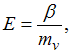 E = β / m_v,